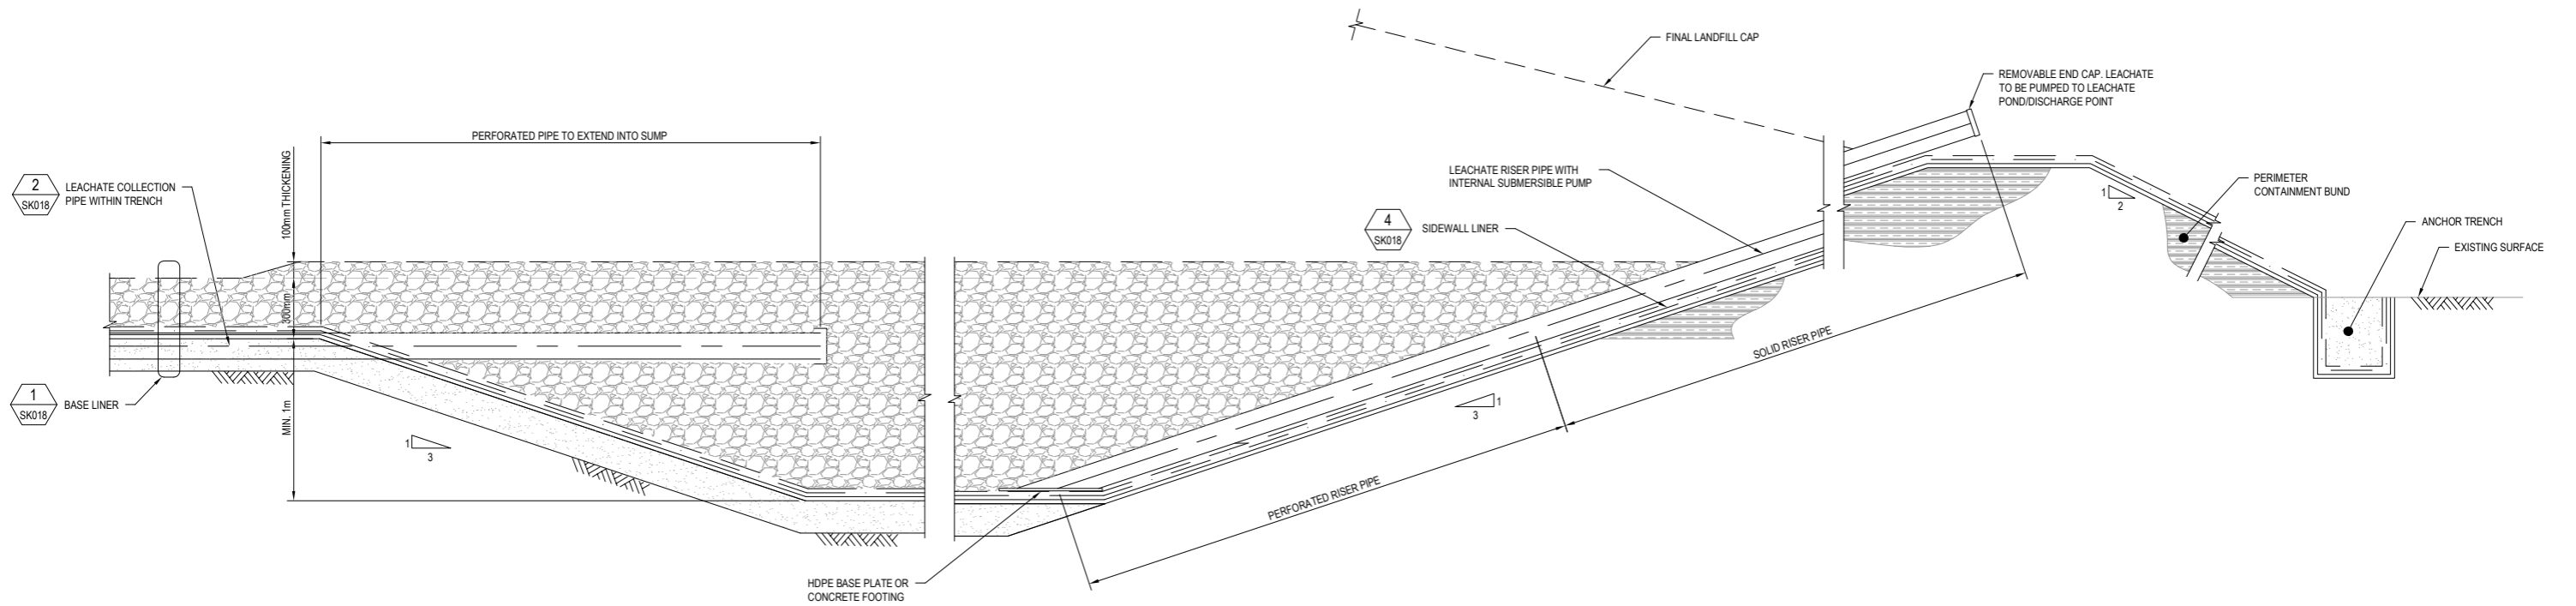 FINAL LANDFILL CAP
REMOVABLE END CAP. LEACHATE
TO BE PUMPED TO LEACHATE
POND/DISCHARGE POINT
PERFORATED PIPE TO EXTEND INTO SUMP
100mm THICKENING
2
SK018
LEACHATE COLLECTION
PIPE WITHIN TRENCH
LEACHATE RISER PIPE WITH
INTERNAL SUBMERSIBLE PUMP
4
SK018
SIDEWALL LINER
1
2
PERIMETER
CONTAINMENT BUND
ANCHOR TRENCH
EXISTING SURFACE
300mm
SOLID RISER PIPE
1
SK018
BASE LINER
MIN. 1m
1
3
1
3
PERFORATED RISER PIPE
HDPE BASE PLATE OR
CONCRETE FOOTING